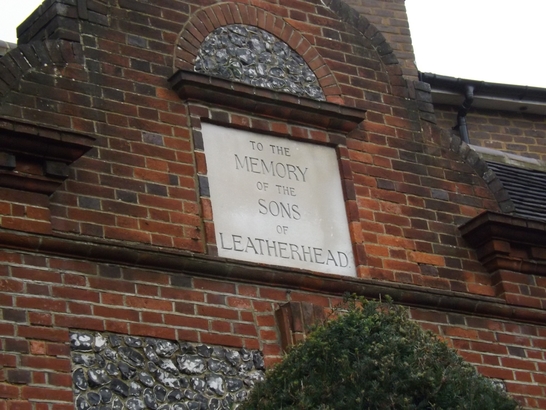 TO THE
MEMORY
OF THE
SONS
OF
LEATHERHEAD